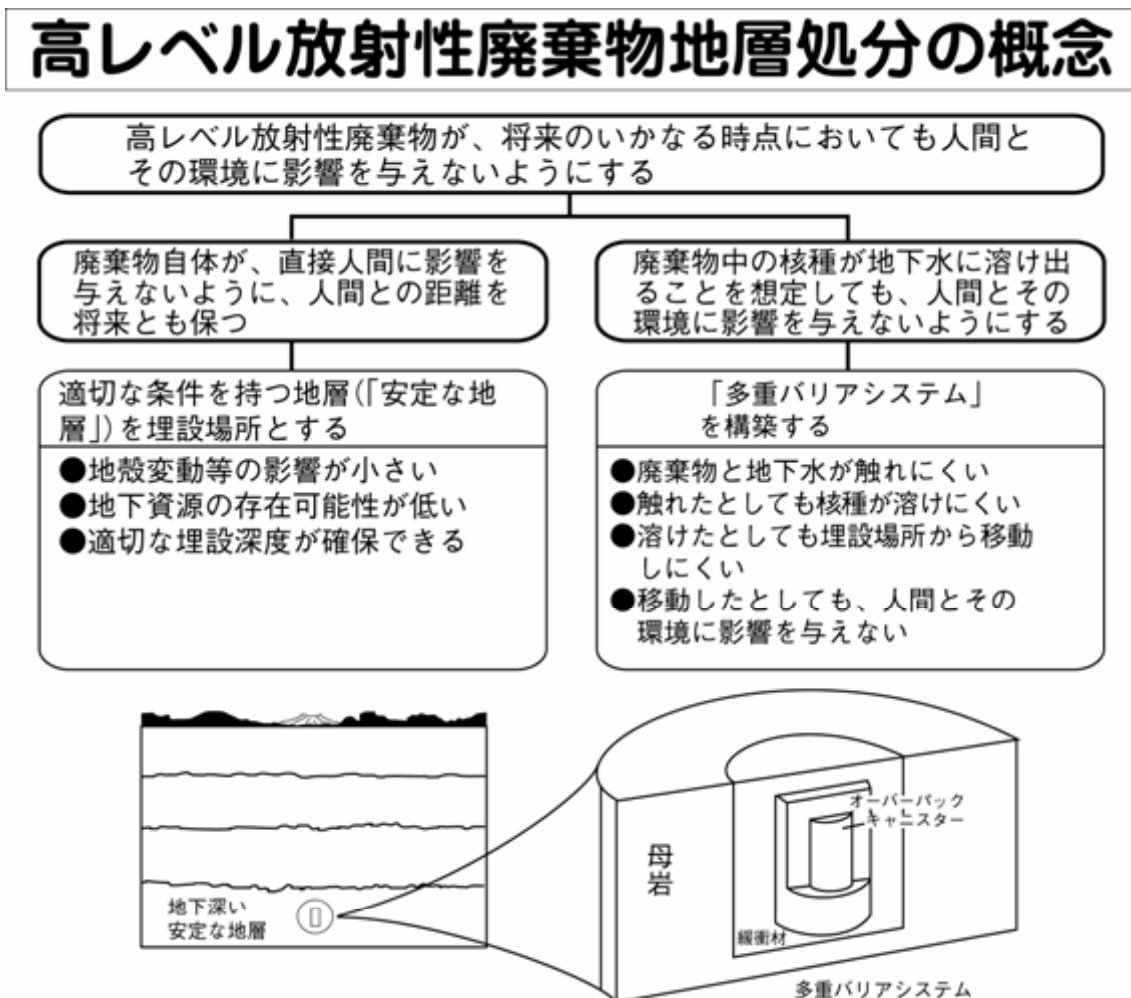 高レベル放射性廃棄物地層処分の概念
高レベル放射性廃棄物が、将来のいかなる時点においても人間と
その環境に影響を与えないようにする
廃棄物自体が、直接人間に影響を
与えないように、人間との距離を
将来とも保つ
廃棄物中の核種が地下水に溶け出
ることを想定しても、人間とその
環境に影響を与えないようにする
適切な条件を持つ地層(「安定な地
層」)を埋設場所とする
●地殻変動等の影響が小さい
●地下資源の存在可能性が低い
●適切な埋設深度が確保できる
「多重バリアシステム」
を構築する
●廃棄物と地下水が触れにくい
●触れたとしても核種が溶けにくい
●溶けたとしても埋設場所から移動
しにくい
●移動したとしても、人間とその
環境に影響を与えない
地下深い
安定な地層
母岩
オーバーパック
キャニスター
緩衝材
多重バリアシステム